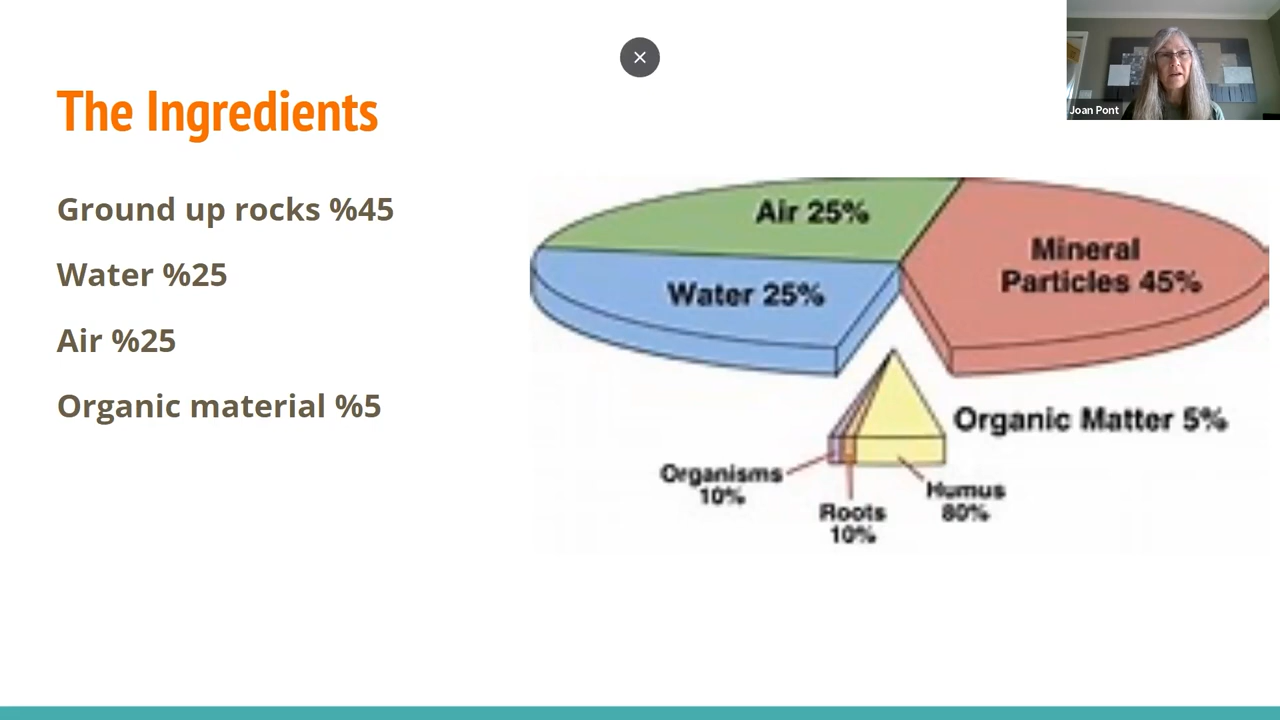 The Ingredients
Ground up rocks %45
Water %25
Air %25
Organic material %5
Air 25%
Mineral
Particles 45%
Water 25%
Organic Matter 5%
Organisms
10%
Roots
10%
Humus
80%
Joan Pont